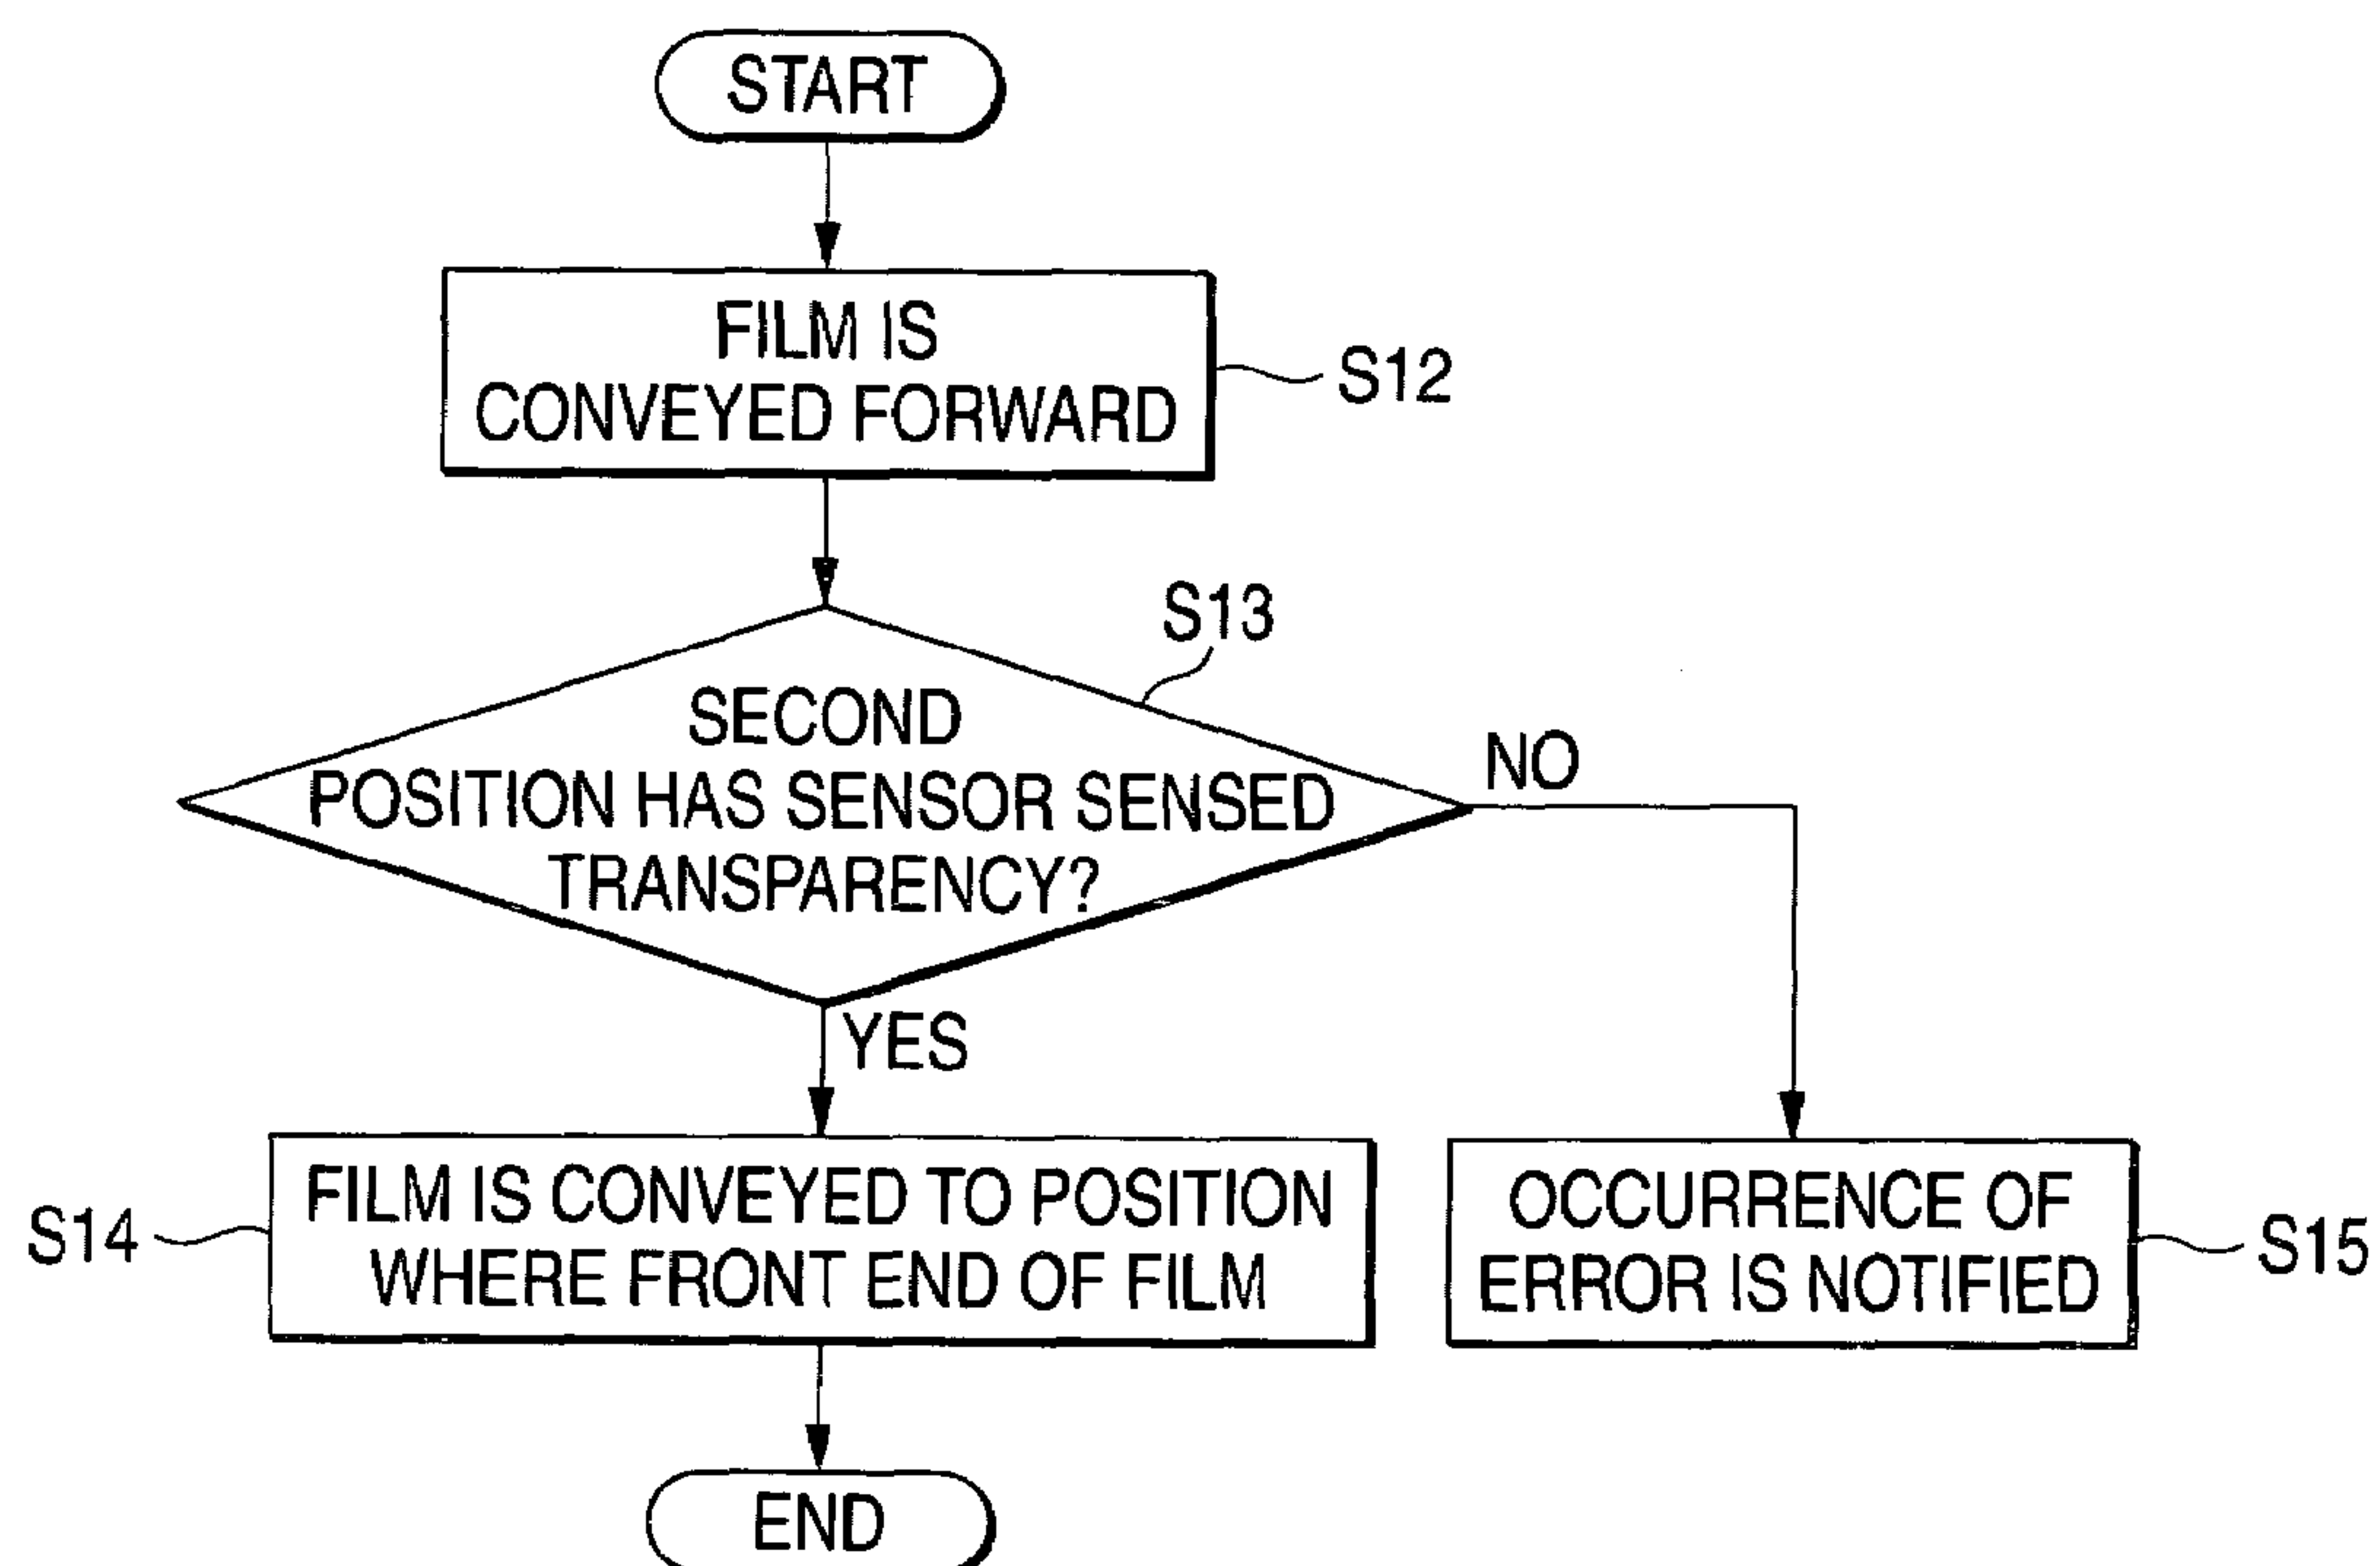 START
FILM IS
CONVEYED FORWARD
S12
S13
SECOND
POSITION HAS SENSOR SENSED
TRANSPARENCY?
NO
YES
S14
FILM IS CONVEYED TO POSITION
WHERE FRONT END OF FILM
OCCURRENCE OF
ERROR IS NOTIFIED
S15
END